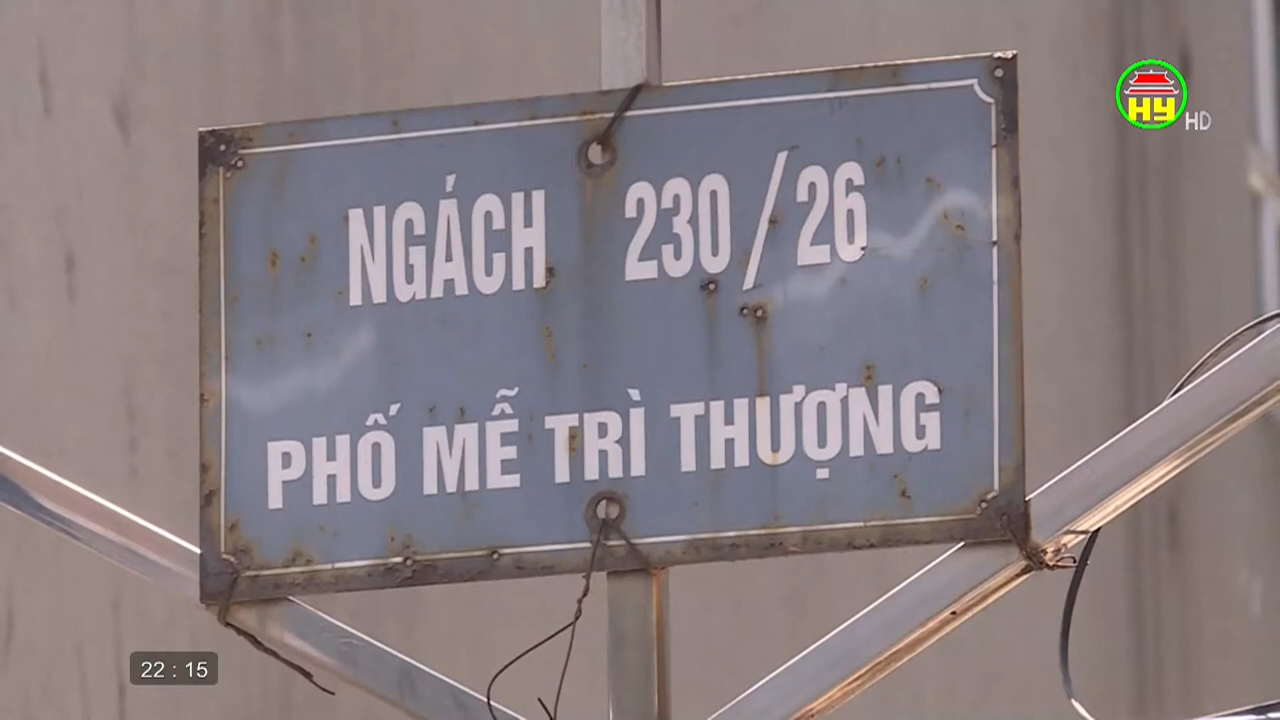 HY HD
NGÁCH 230/26
PHỐ MỄ TRÌ THƯỢNG
22 : 15